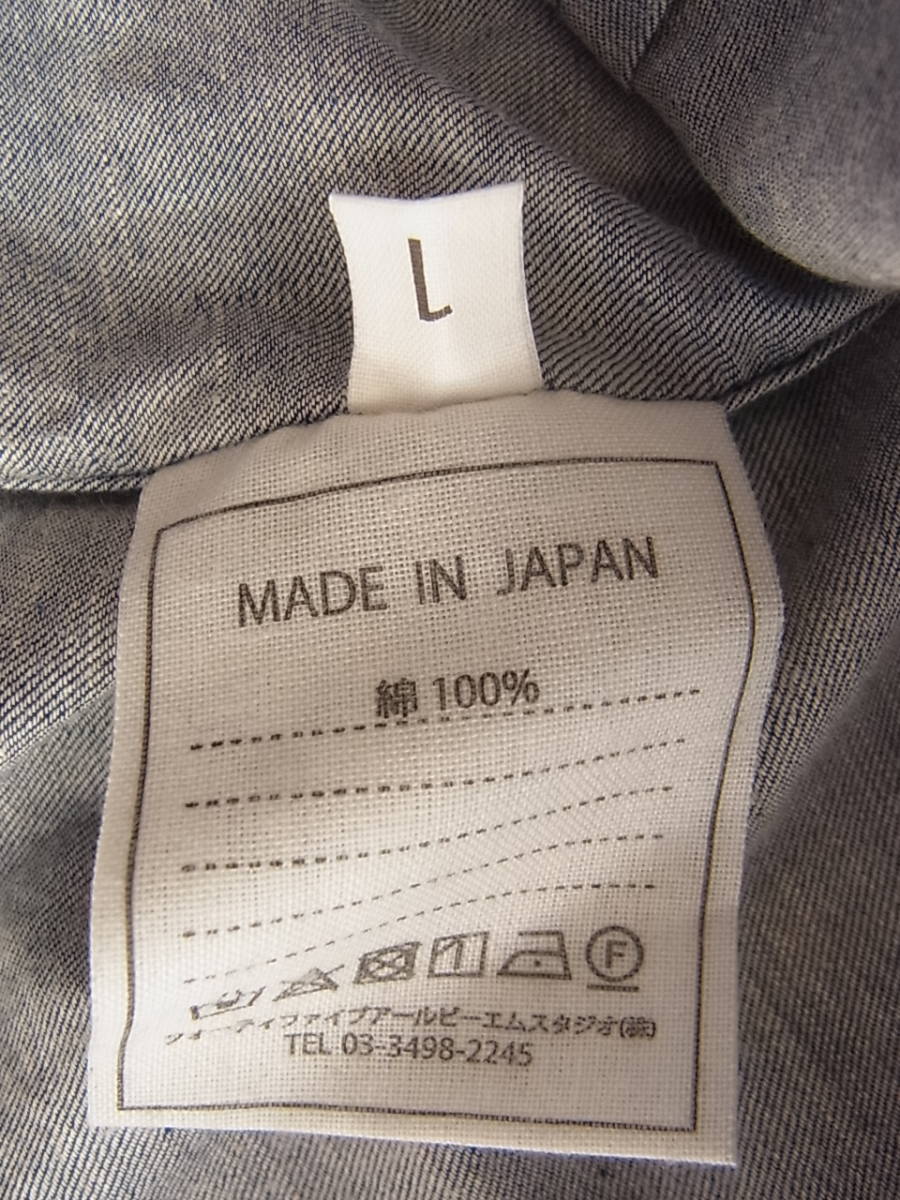 L
MADE IN JAPAN
綿 100%
F
フォーティファイブアールピーエムスタジオ(株)
TEL 03-3498-2245